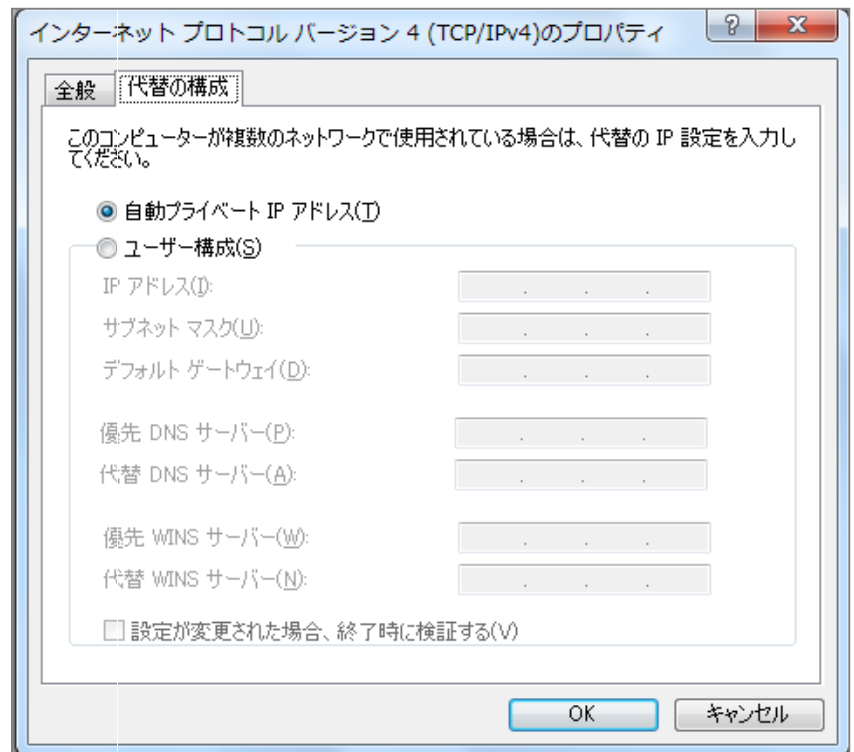 インターネット プロトコル バージョン 4 (TCP/IPv4)のプロパティ
全般 代替の構成
このコンピューターが複数のネットワークで使用されている場合は、代替の IP 設定を入力し
てください。
自動プライベート IP アドレス(T)
ユーザー構成(S)
IP アドレス(I):
サブネット マスク(U):
デフォルト ゲートウェイ(D):
優先 DNS サーバー(P):
代替 DNS サーバー(A):
優先 WINS サーバー(W):
代替 WINS サーバー(N):
設定が変更された場合、終了時に検証する(V)
OK キャンセル